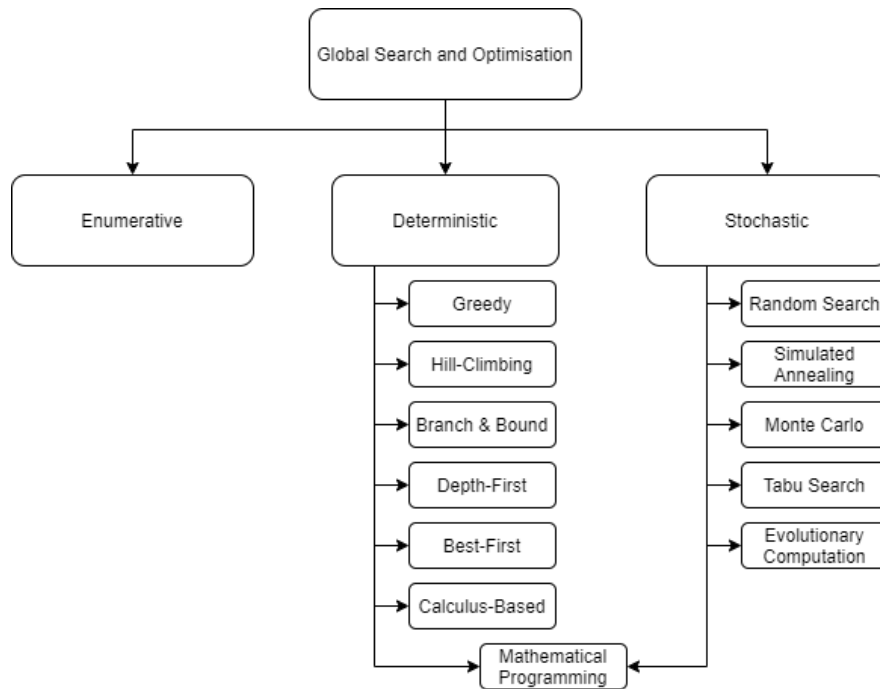 Global Search and Optimisation
Enumerative
Deterministic
Stochastic
Greedy
Random Search
Hill-Climbing
Simulated
Annealing
Branch & Bound
Monte Carlo
Depth-First
Tabu Search
Best-First
Evolutionary
Computation
Calculus-Based
Mathematical
Programming